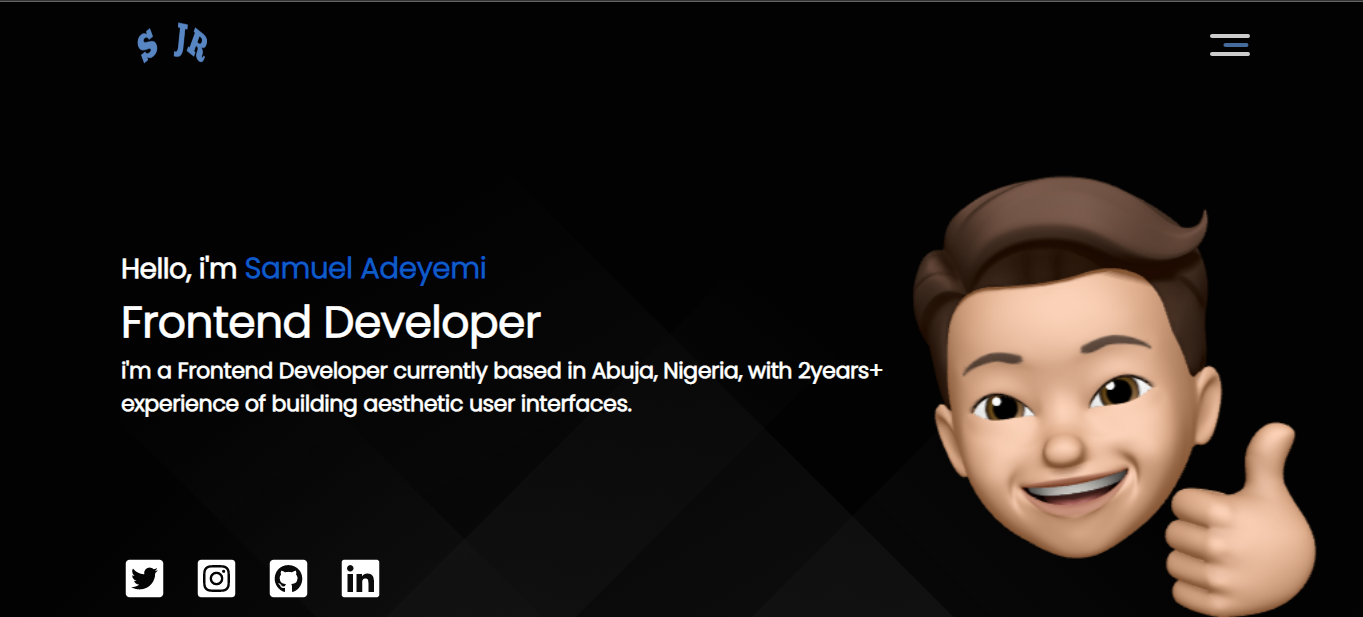 S JR
Hello, i'm Samuel Adeyemi
Frontend Developer
i'm a Frontend Developer currently based in Abuja, Nigeria, with 2years+
experience of building aesthetic user interfaces.
in